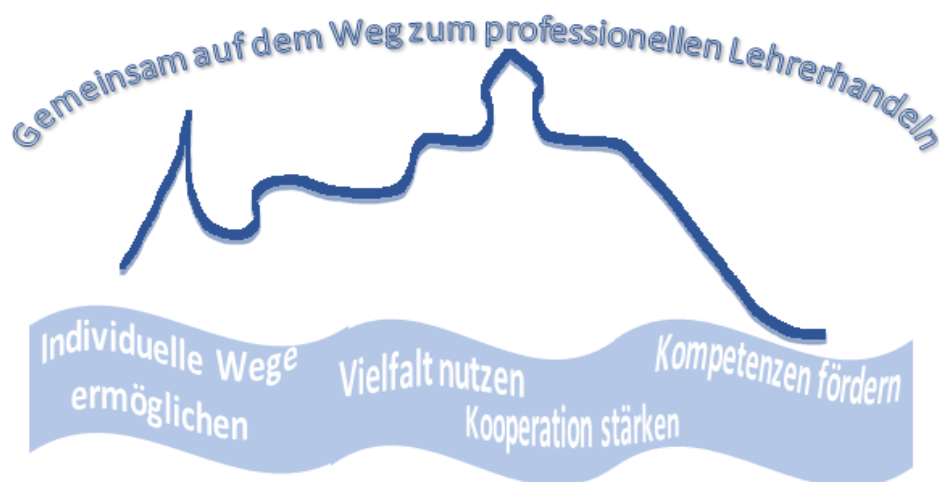 Gemeinsam auf dem Weg zum professionellen Lehrerhandeln
Individuelle Wege
ermöglichen
Vielfalt nutzen
Kooperation stärken
Kompetenzen fördern